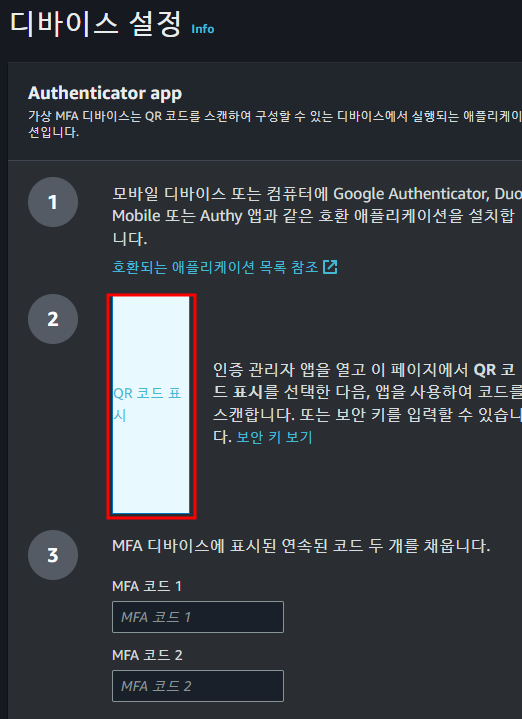 디바이스 설정 Info
Authenticator app
가상 MFA 디바이스는 QR 코드를 스캔하여 구성할 수 있는 디바이스에서 실행되는 애플리케이
션입니다.
1
모바일 디바이스 또는 컴퓨터에 Google Authenticator, Duo
Mobile 또는 Authy 앱과 같은 호환 애플리케이션을 설치합
니다.
호환되는 애플리케이션 목록 참조
2
QR 코드 표
시
인증 관리자 앱을 열고 이 페이지에서 QR 코
드 표시를 선택한 다음, 앱을 사용하여 코드를
스캔합니다. 또는 보안 키를 입력할 수 있습니
다. 보안 키 보기
3
MFA 디바이스에 표시된 연속된 코드 두 개를 채웁니다.
MFA 코드 1
MFA 코드 1
MFA 코드 2
MFA 코드 2